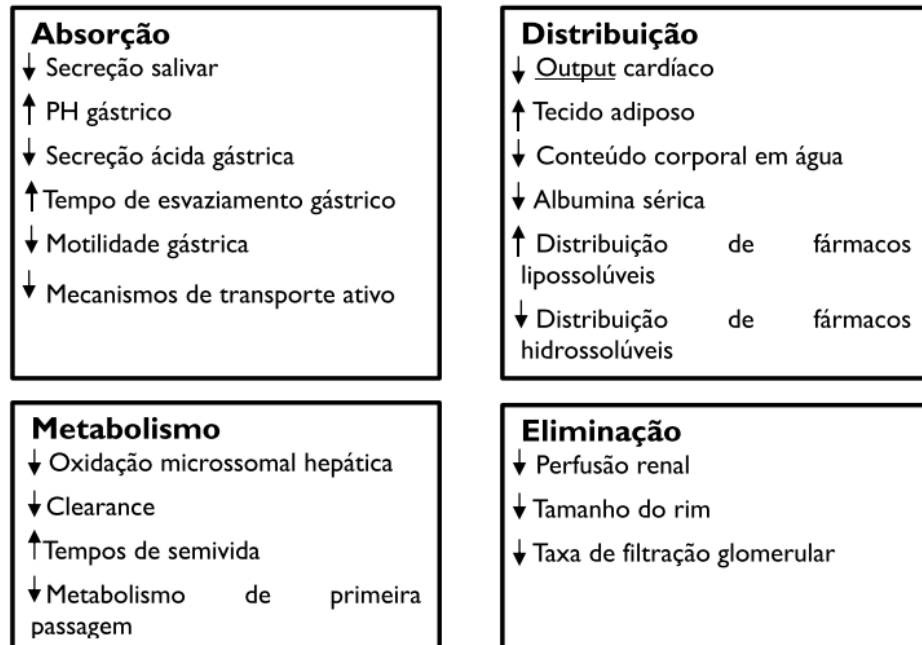 Absorção
↓ Secreção salivar
↑ PH gástrico
↓ Secreção ácida gástrica
↑ Tempo de esvaziamento gástrico
↓ Motilidade gástrica
↓ Mecanismos de transporte ativo
Distribuição
↓ Output cardíaco
↑ Tecido adiposo
↓ Conteúdo corporal em água
↓ Albumina sérica
↑ Distribuição de fármacos
lipossolúveis
↓ Distribuição de fármacos
hidrossolúveis
Metabolismo
↓ Oxidação microssomal hepática
↓ Clearance
↑ Tempos de semivida
↓ Metabolismo de primeira
passagem
Eliminação
↓ Perfusão renal
↓ Tamanho do rim
↓ Taxa de filtração glomerular